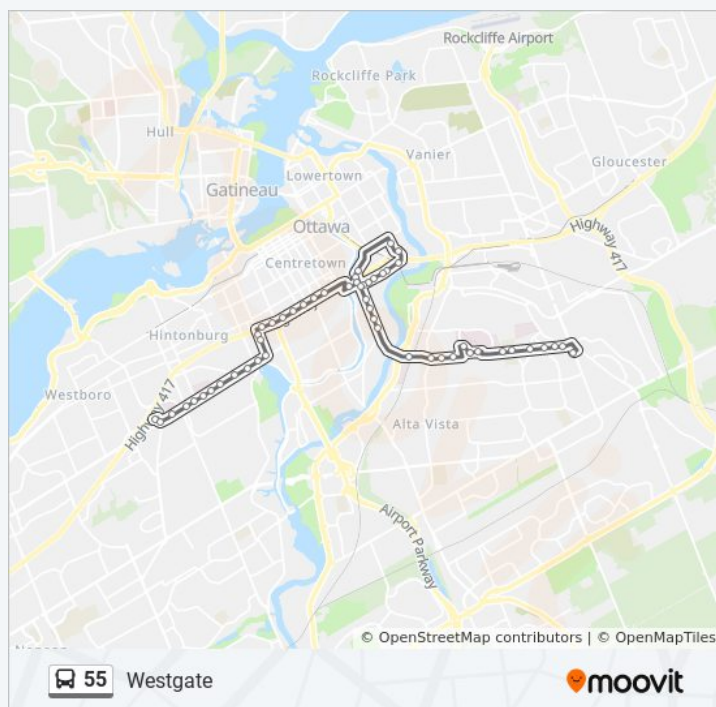 Rockcliffe Airport
Rockcliffe Park
Hull
Vanier
Gloucester
Lowertown
Gatineau
Ottawa
Highway 417
Centretown
Hintonburg
Westboro
Highway 417
Alta Vista
Airport Parkway
© OpenStreetMap contributors | © OpenMapTiles
55 Westgate
moovit